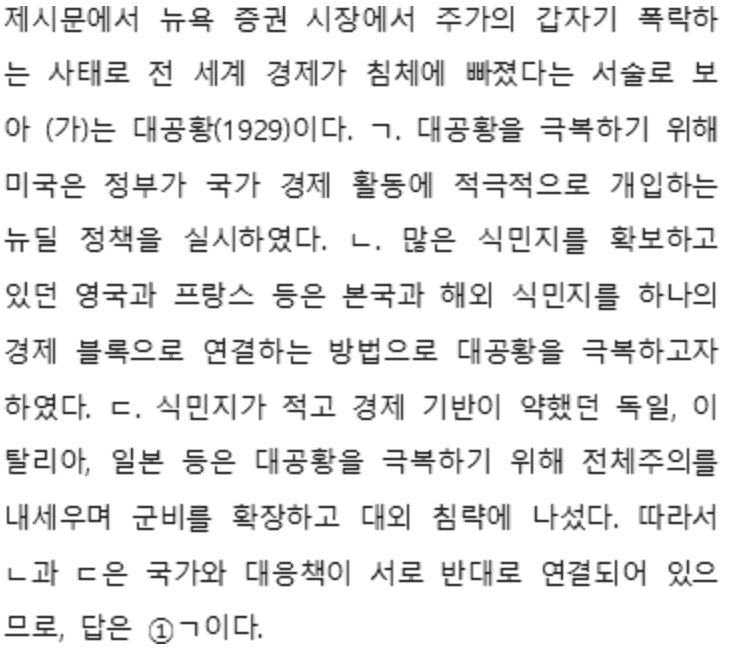 제시문에서 뉴욕 증권 시장에서 주가의 갑자기 폭락하
는 사태로 전 세계 경제가 침체에 빠졌다는 서술로 보
아 (가)는 대공황(1929)이다. ㄱ. 대공황을 극복하기 위해
미국은 정부가 국가 경제 활동에 적극적으로 개입하는
뉴딜 정책을 실시하였다. ㄴ. 많은 식민지를 확보하고
있던 영국과 프랑스 등은 본국과 해외 식민지를 하나의
경제 블록으로 연결하는 방법으로 대공황을 극복하고자
하였다. ㄷ. 식민지가 적고 경제 기반이 약했던 독일, 이
탈리아, 일본 등은 대공황을 극복하기 위해 전체주의를
내세우며 군비를 확장하고 대외 침략에 나섰다. 따라서
ㄴ과 ㄷ은 국가와 대응책이 서로 반대로 연결되어 있으
므로, 답은 ①ㄱ이다.